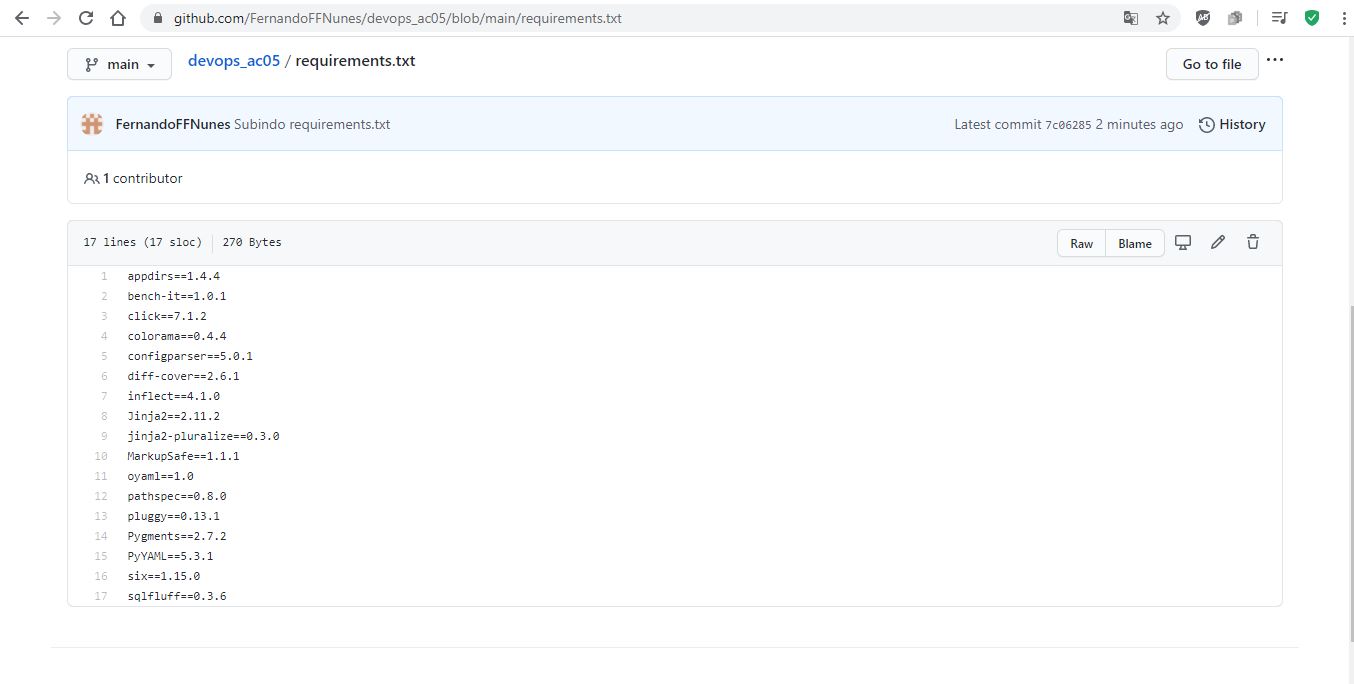 github.com/FernandoFFNunes/devops_ac05/blob/main/requirements.txt
main devops_ac05 / requirements.txt Go to file ...
FernandoFFNunes Subindo requirements.txt Latest commit 7c06285 2 minutes ago History
1 contributor
17 lines (17 sloc) 270 Bytes Raw Blame
1 appdirs==1.4.4
2 bench-it==1.0.1
3 click==7.1.2
4 colorama==0.4.4
5 configparser==5.0.1
6 diff-cover==2.6.1
7 inflect==4.1.0
8 Jinja2==2.11.2
9 jinja2-pluralize==0.3.0
10 MarkupSafe==1.1.1
11 oyaml==1.0
12 pathspec==0.8.0
13 pluggy==0.13.1
14 Pygments==2.7.2
15 PyYAML==5.3.1
16 six==1.15.0
17 sqlfluff==0.3.6